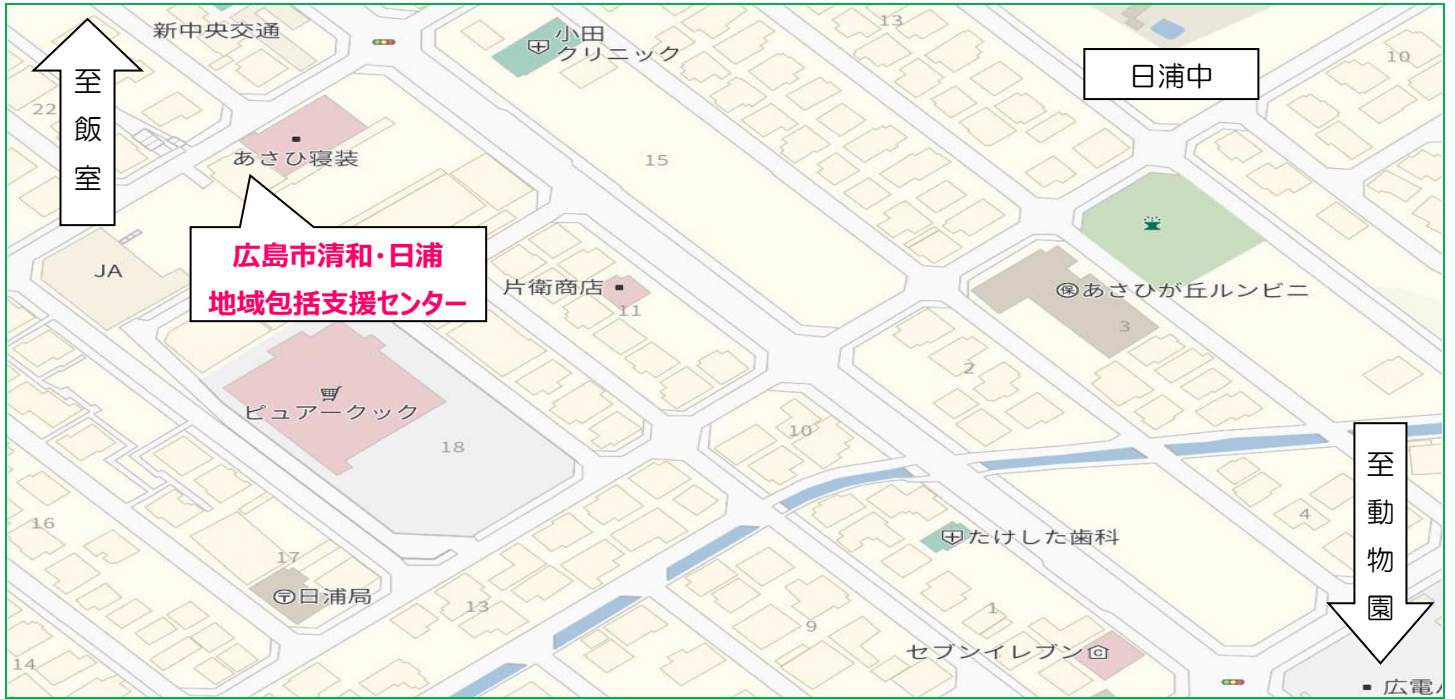 新中央交通
小田
クリニック
13
日浦中
10
至飯室
22
あさひ寝装
15
広島市清和・日浦
地域包括支援センター
JA
片衛商店
11
あさひが丘ルンビニ
保
3
2
ピュアークック
18
10
至動物園
16
17
日浦局
13
たけした歯科
4
9
1
セブンイレブン
14
広電